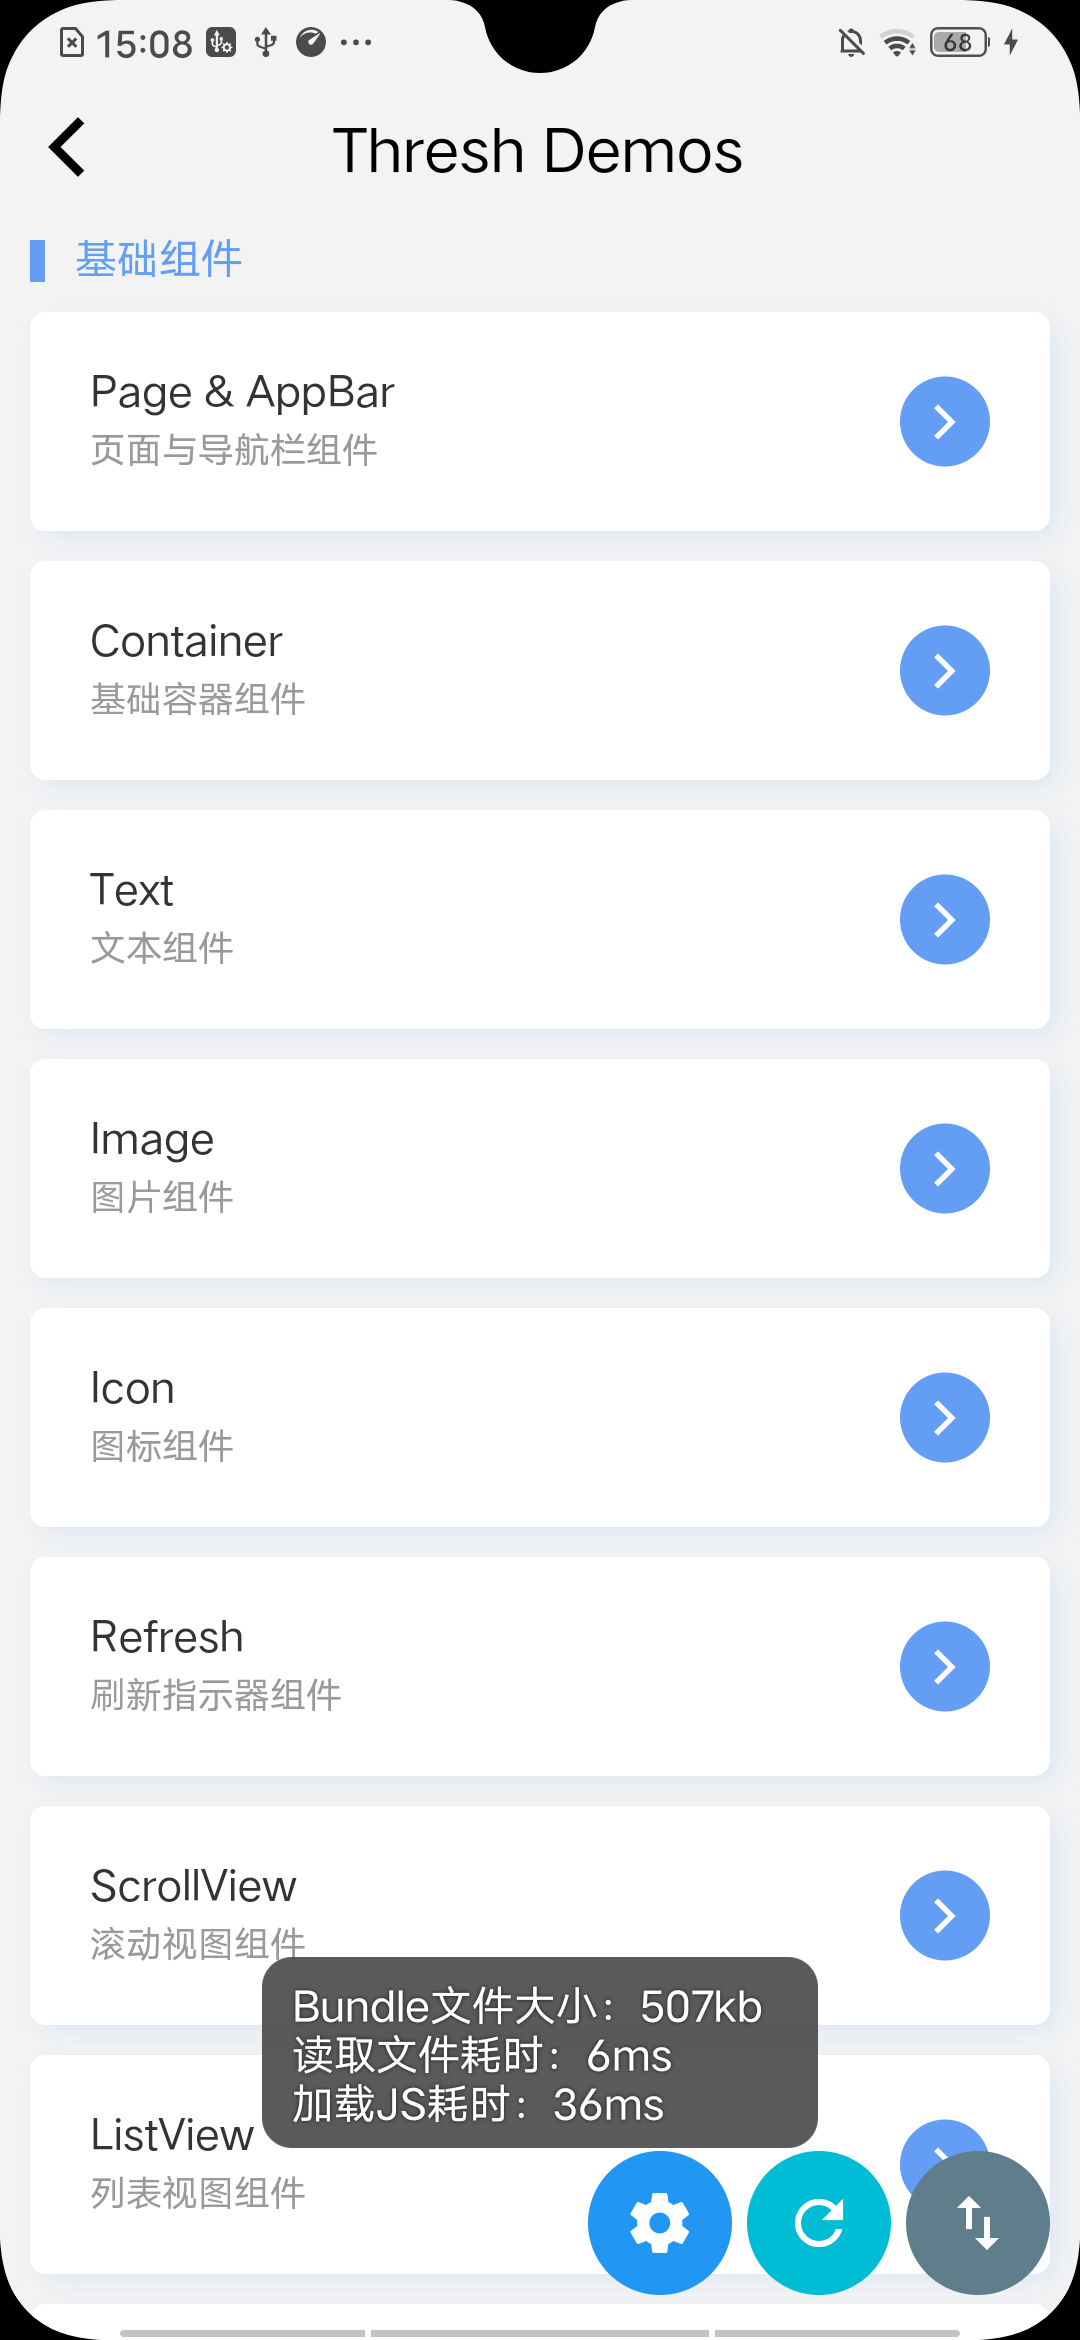 15:08
68
Thresh Demos
基础组件
Page & AppBar
页面与导航栏组件
Container
基础容器组件
Text
文本组件
Image
图片组件
Icon
图标组件
Refresh
刷新指示器组件
ScrollView
滚动视图组件
Bundle文件大小：507kb
读取文件耗时：6ms
加载JS耗时：36ms
ListView
列表视图组件